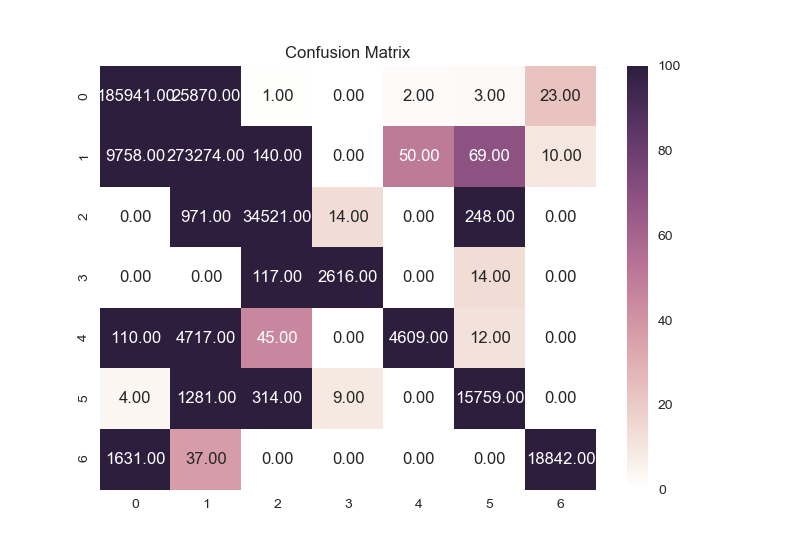 Confusion Matrix
0 185941.00 25870.00 1.00 0.00 2.00 3.00 23.00
1 9758.00 273274.00 140.00 0.00 50.00 69.00 10.00
2 0.00 971.00 34521.00 14.00 0.00 248.00 0.00
3 0.00 0.00 117.00 2616.00 0.00 14.00 0.00
4 110.00 4717.00 45.00 0.00 4609.00 12.00 0.00
5 4.00 1281.00 314.00 9.00 0.00 15759.00 0.00
6 1631.00 37.00 0.00 0.00 0.00 0.00 18842.00
0 1 2 3 4 5 6
100
80
60
40
20
0